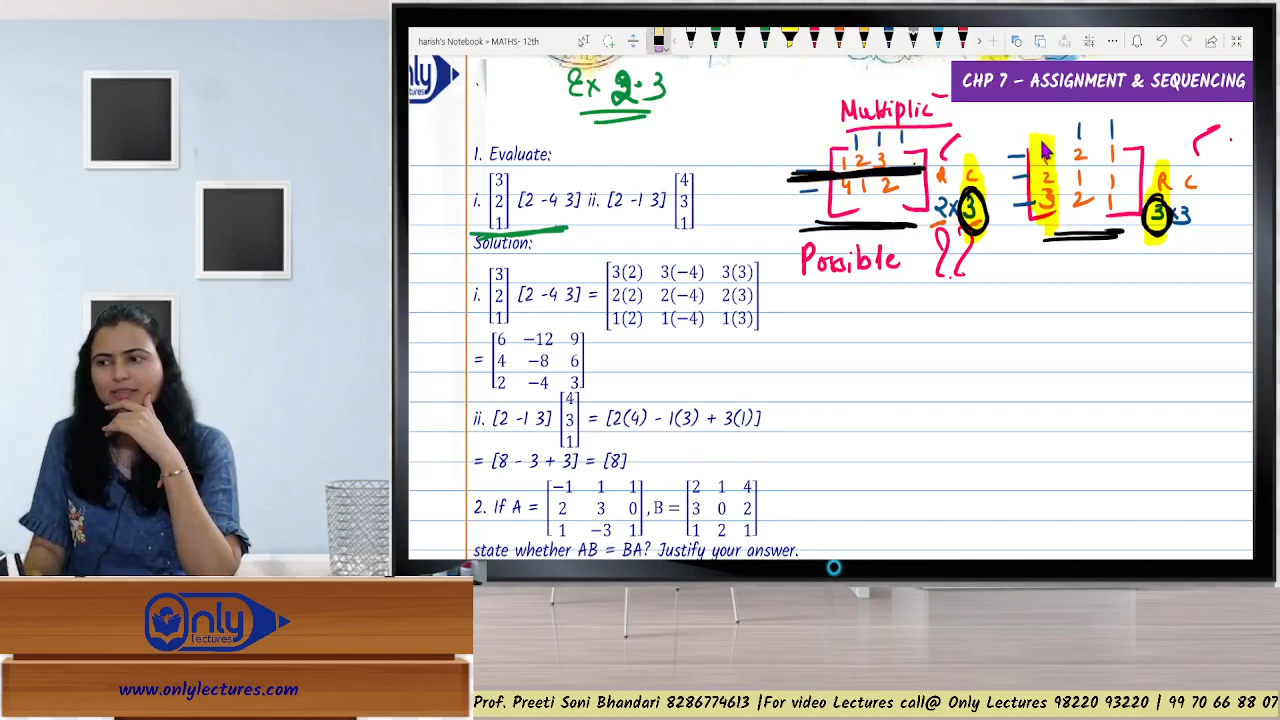 harish's Notebook » MATHS- 12th
CHP 7 – ASSIGNMENT & SEQUENCING
Ex 2.3
Multiplic
1. Evaluate:
i. [3 2 1] [2 -4 3] ii. [2 -1 3] [4 3 1]
Solution:
i. [3 2 1] [2 -4 3] = [3(2) 3(−4) 3(3)
2(2) 2(−4) 2(3)
1(2) 1(−4) 1(3)]
= [6 −12 9
4 −8 6
2 −4 3]
ii. [2 -1 3] [4 3 1] = [2(4) - 1(3) + 3(1)]
= [8 - 3 + 3] = [8]
2. If A = [−1 1 1 2 3 0 1 −3 1], B = [2 1 4 3 0 2 1 2 1]
state whether AB = BA? Justify your answer.
1 2 3
4 1 2
R C
2x3
Possible ??
2 1
2 1 1
3 2 1
R C
3x3
Only
lectures
www.onlylectures.com
Prof. Preeti Soni Bhandari 8286774613 |For video Lectures call@ Only Lectures 98220 93220 | 99 70 66 88 07